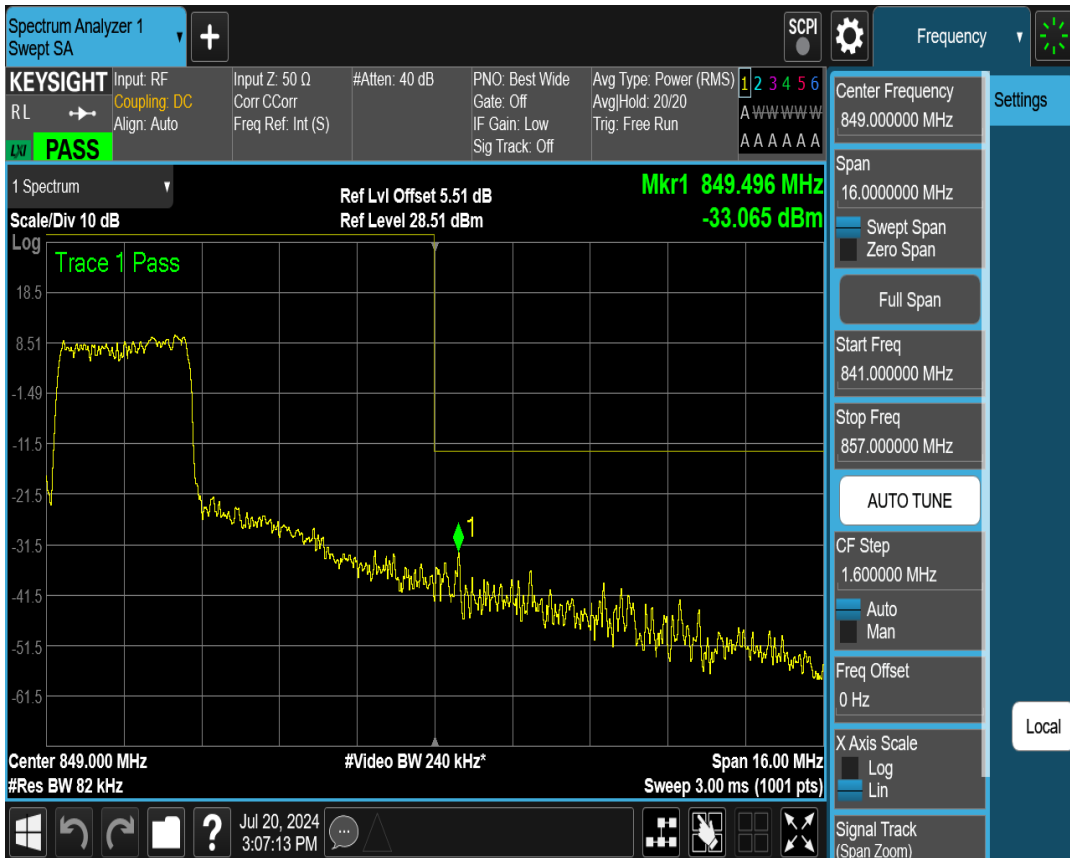 Spectrum Analyzer 1
Swept SA
+
SCPI
Frequency
KEYSIGHT
R L
LXI
PASS
Input: RF
Coupling: DC
Align: Auto
Input Z: 50 Ω
Corr CCorr
Freq Ref: Int (S)
#Atten: 40 dB
PNO: Best Wide
Gate: Off
IF Gain: Low
Sig Track: Off
Avg Type: Power (RMS)
Avg|Hold: 20/20
Trig: Free Run
1 2 3 4 5 6
A W W W W W
A A A A A A
1 Spectrum
Scale/Div 10 dB
Ref Lvl Offset 5.51 dB
Ref Level 28.51 dBm
Mkr1 849.496 MHz
-33.065 dBm
Log
Trace 1 Pass
18.5
8.51
-1.49
-11.5
-21.5
-31.5
-41.5
-51.5
-61.5
1
Center 849.000 MHz
#Res BW 82 kHz
#Video BW 240 kHz*
Span 16.00 MHz
Sweep 3.00 ms (1001 pts)
Center Frequency
849.000000 MHz
Span
16.0000000 MHz
Swept Span
Zero Span
Full Span
Start Freq
841.000000 MHz
Stop Freq
857.000000 MHz
AUTO TUNE
CF Step
1.600000 MHz
Auto
Man
Freq Offset
0 Hz
X Axis Scale
Log
Lin
Signal Track
(Span Zoom)
Settings
Local
?
Jul 20, 2024
3:07:13 PM